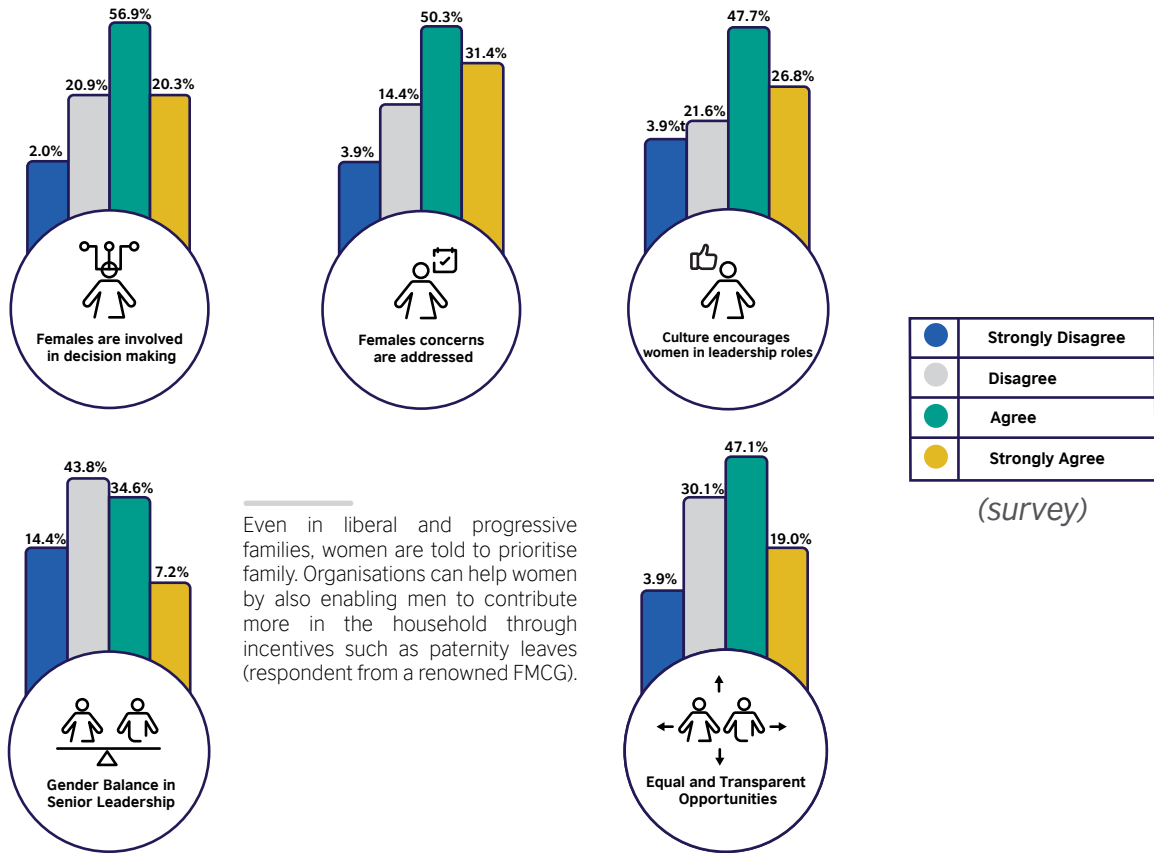 56.9%
20.9%
20.3%
2.0%
Females are involved
in decision making
50.3%
31.4%
14.4%
3.9%
Females concerns
are addressed
47.7%
26.8%
21.6%
3.9%t
Culture encourages
women in leadership roles
Strongly Disagree
Disagree
Agree
Strongly Agree
(survey)
43.8%
34.6%
14.4%
7.2%
Gender Balance in
Senior Leadership
Even in liberal and progressive
families, women are told to prioritise
family. Organisations can help women
by also enabling men to contribute
more in the household through
incentives such as paternity leaves
(respondent from a renowned FMCG).
47.1%
30.1%
19.0%
3.9%
Equal and Transparent
Opportunities